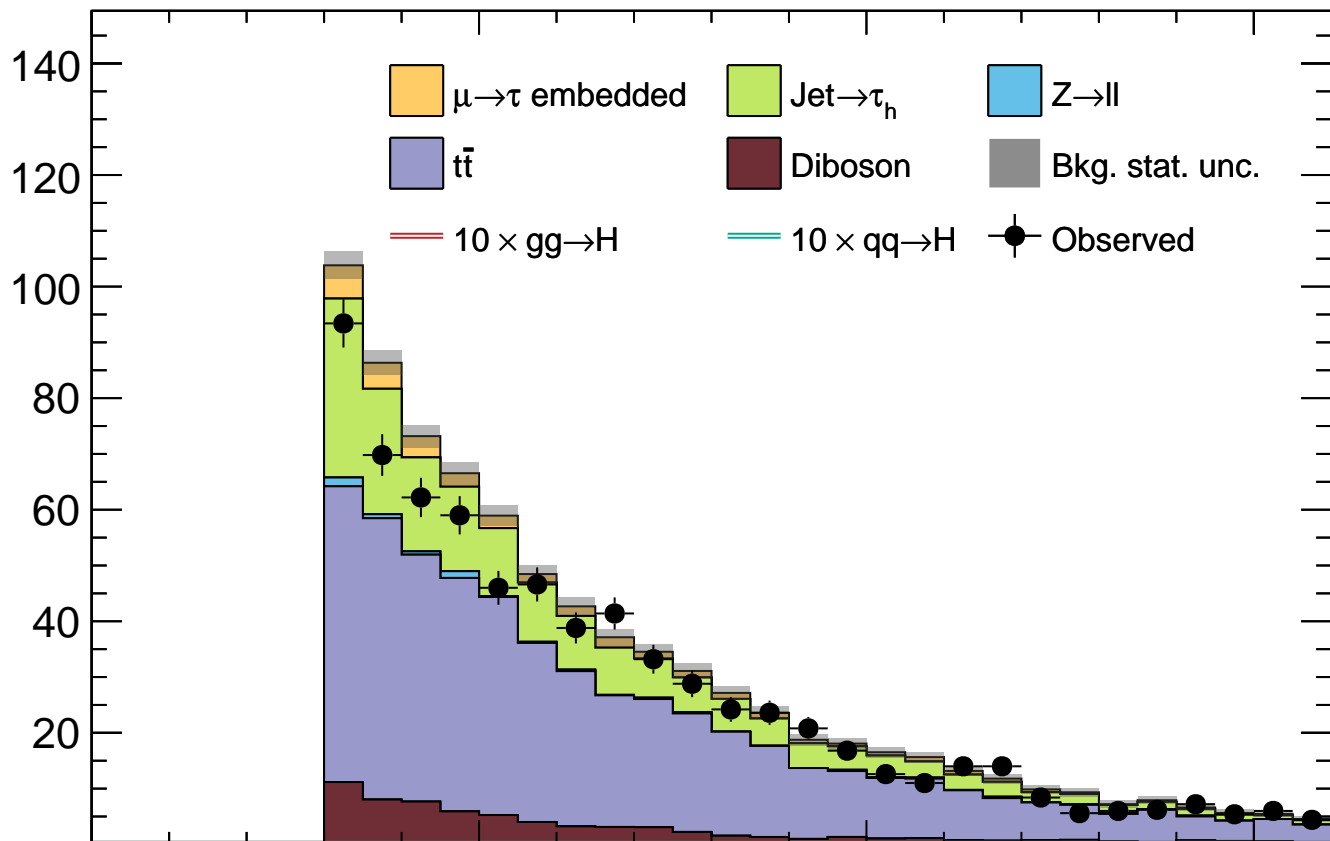 140
120
100
80
60
40
20
μ→τ embedded
Jet→τh
Z→ll
tt̄
Diboson
Bkg. stat. unc.
10 × gg→H
10 × qq→H
Observed